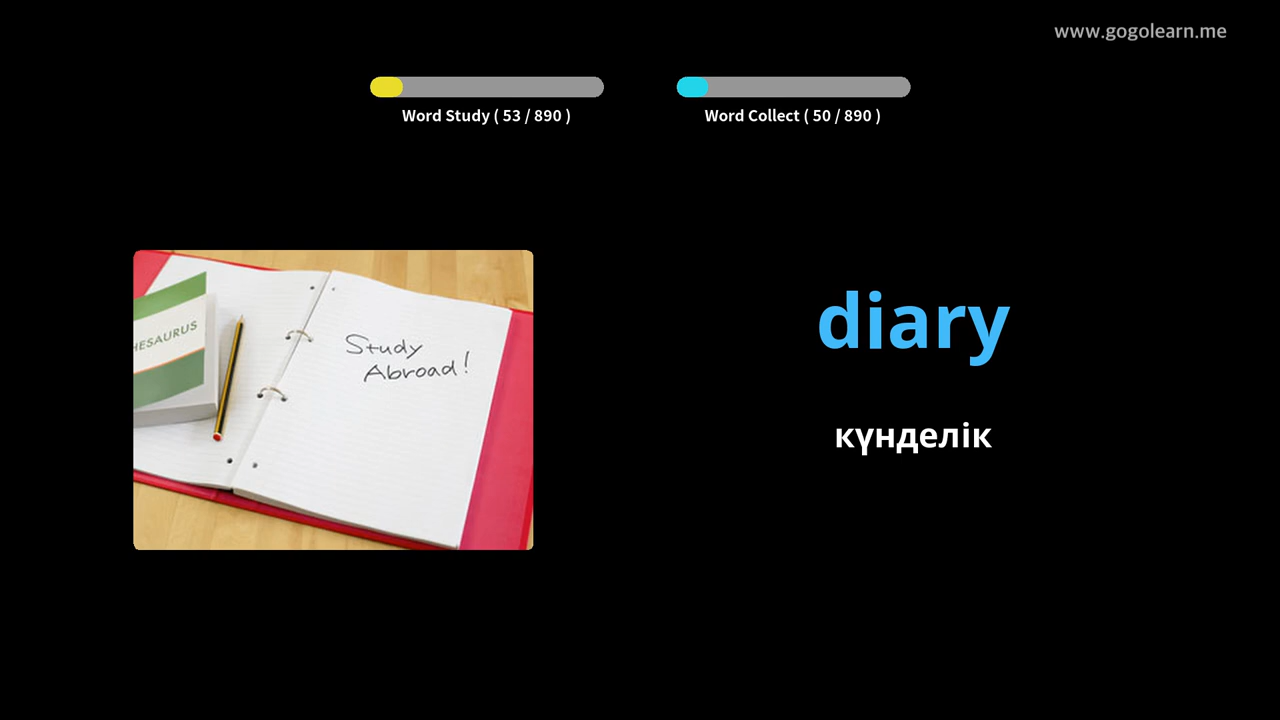 www.gogolearn.me
Word Study ( 53 / 890 )
Word Collect ( 50 / 890 )
HESAURUS
Study
Abroad!
diary
күнделік